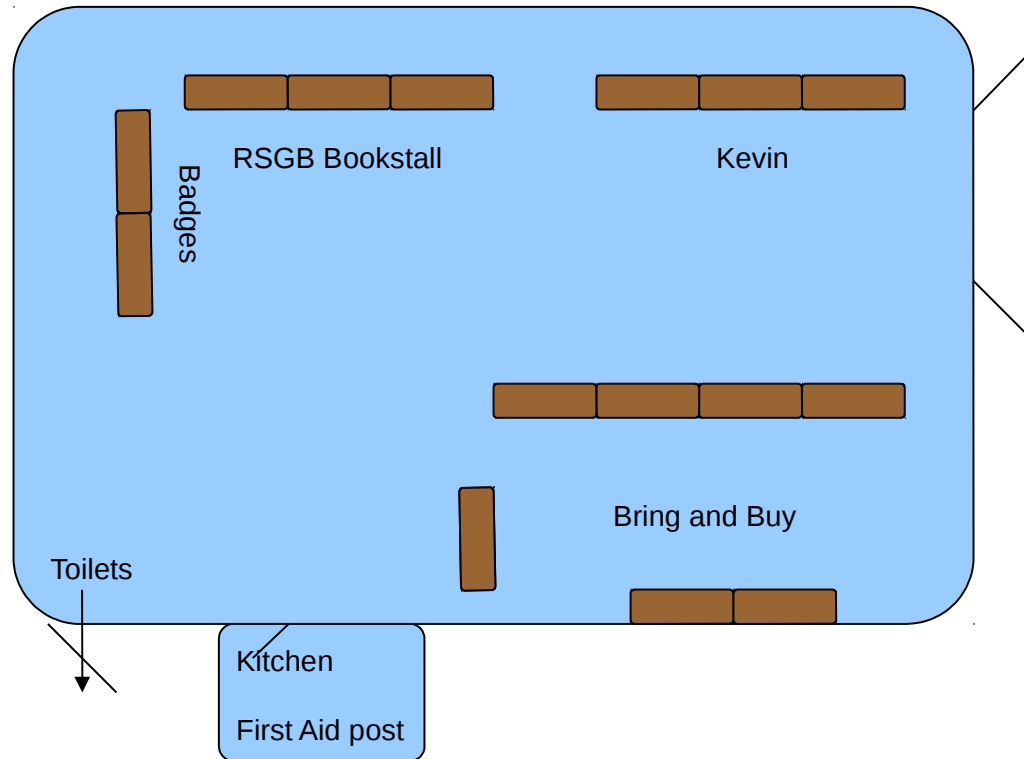 RSGB Bookstall
Kevin
Badges
Bring and Buy
Toilets
Kitchen
First Aid post